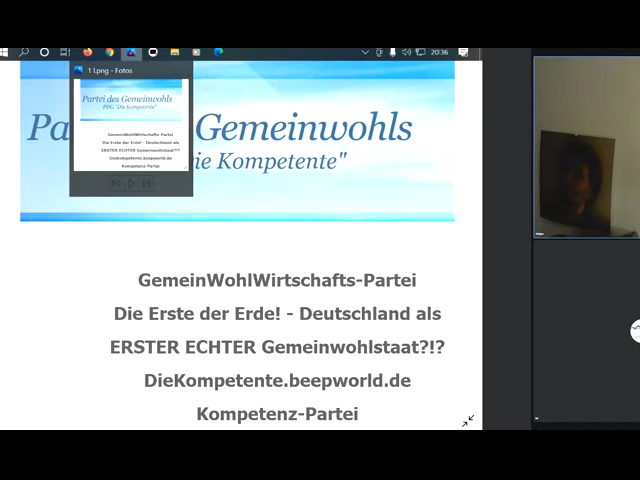 20:36
1 l.png - Fotos
Partei des Gemeinwohls
PDG "Die Kompetente"
GemeinWohlWirtschafts-Partei
Die Erste der Erde! - Deutschland als
ERSTER ECHTER Gemeinwohlstaat?!?
DieKompetente.beepworld.de
Kompetenz-Partei
Pa Gemeinwohls
ie Kompetente"
GemeinWohlWirtschafts-Partei
Die Erste der Erde! - Deutschland als
ERSTER ECHTER Gemeinwohlstaat?!?
DieKompetente.beepworld.de
Kompetenz-Partei